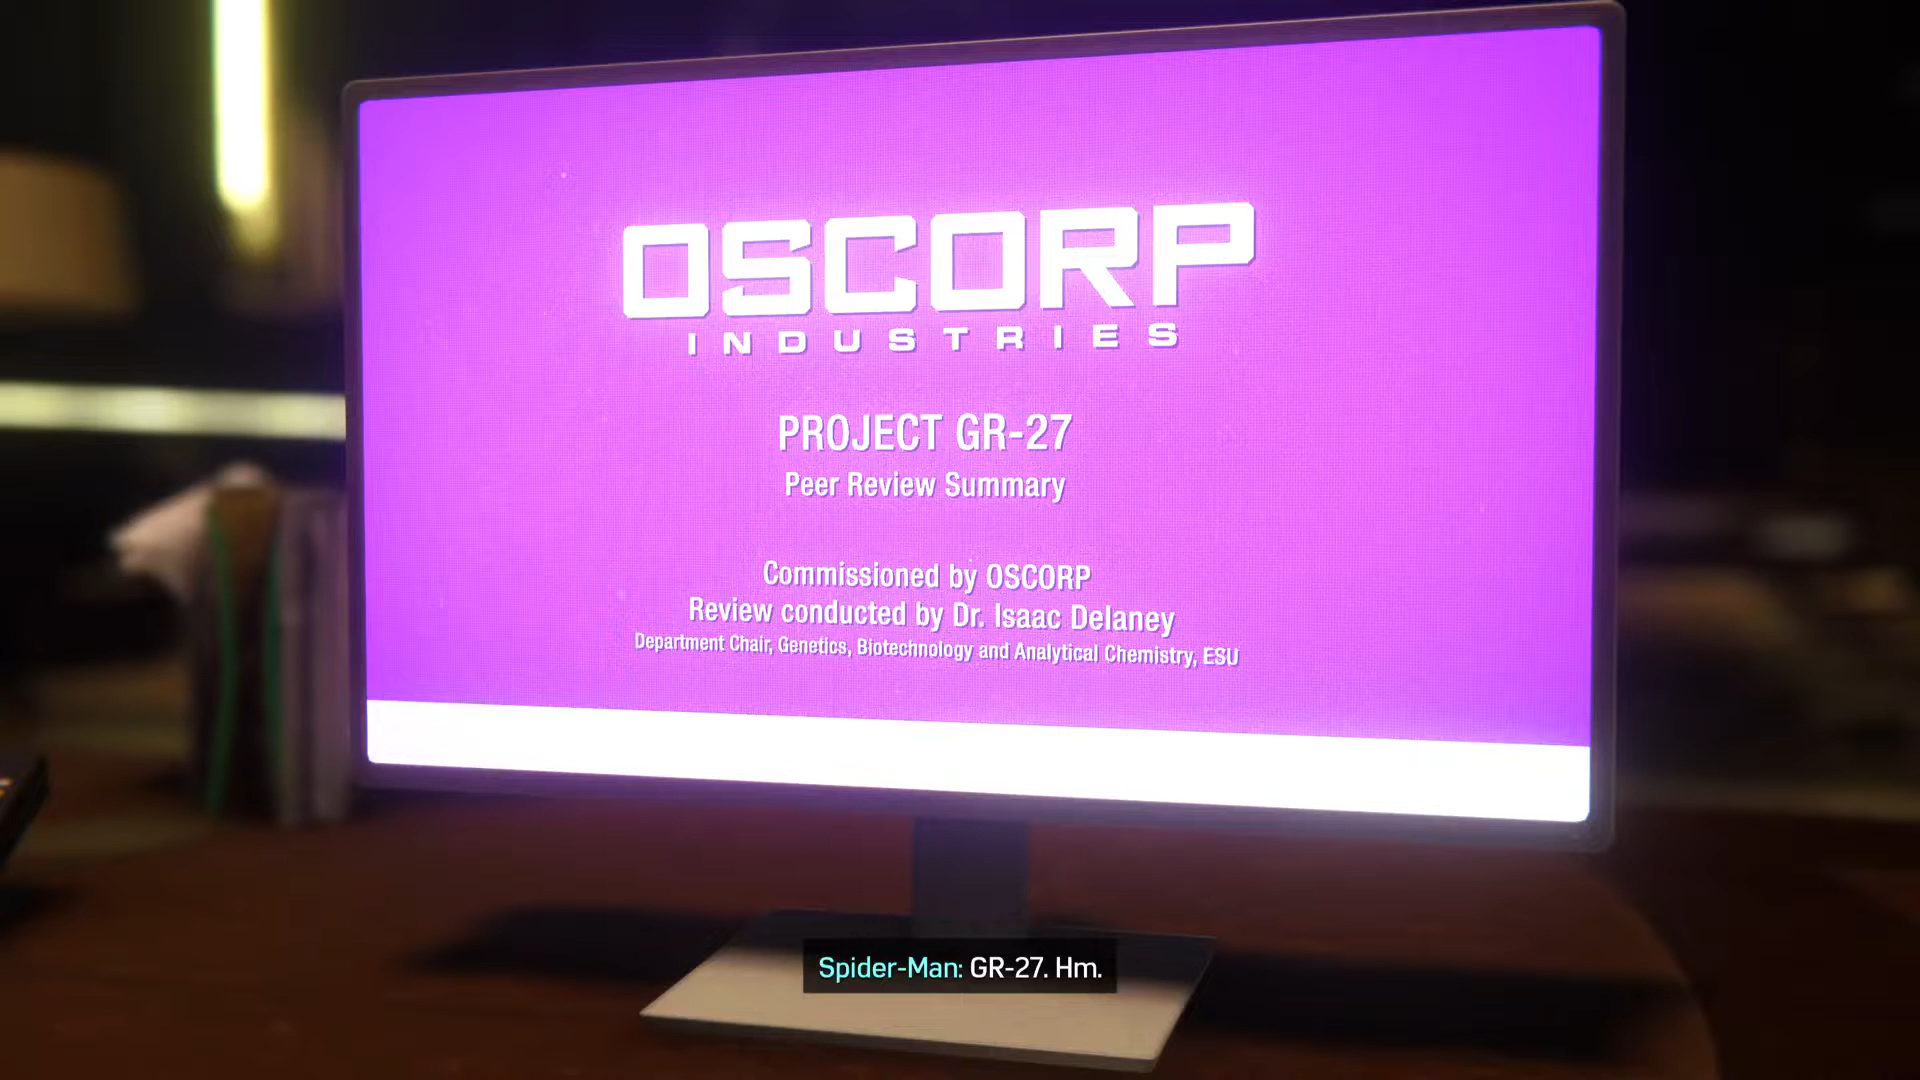 OSCORP
INDUSTRIES
PROJECT GR-27
Peer Review Summary
Commissioned by OSCORP
Review conducted by Dr. Isaac Delaney
Department Chair, Genetics, Biotechnology and Analytical Chemistry, ESU
Spider-Man: GR-27. Hm.